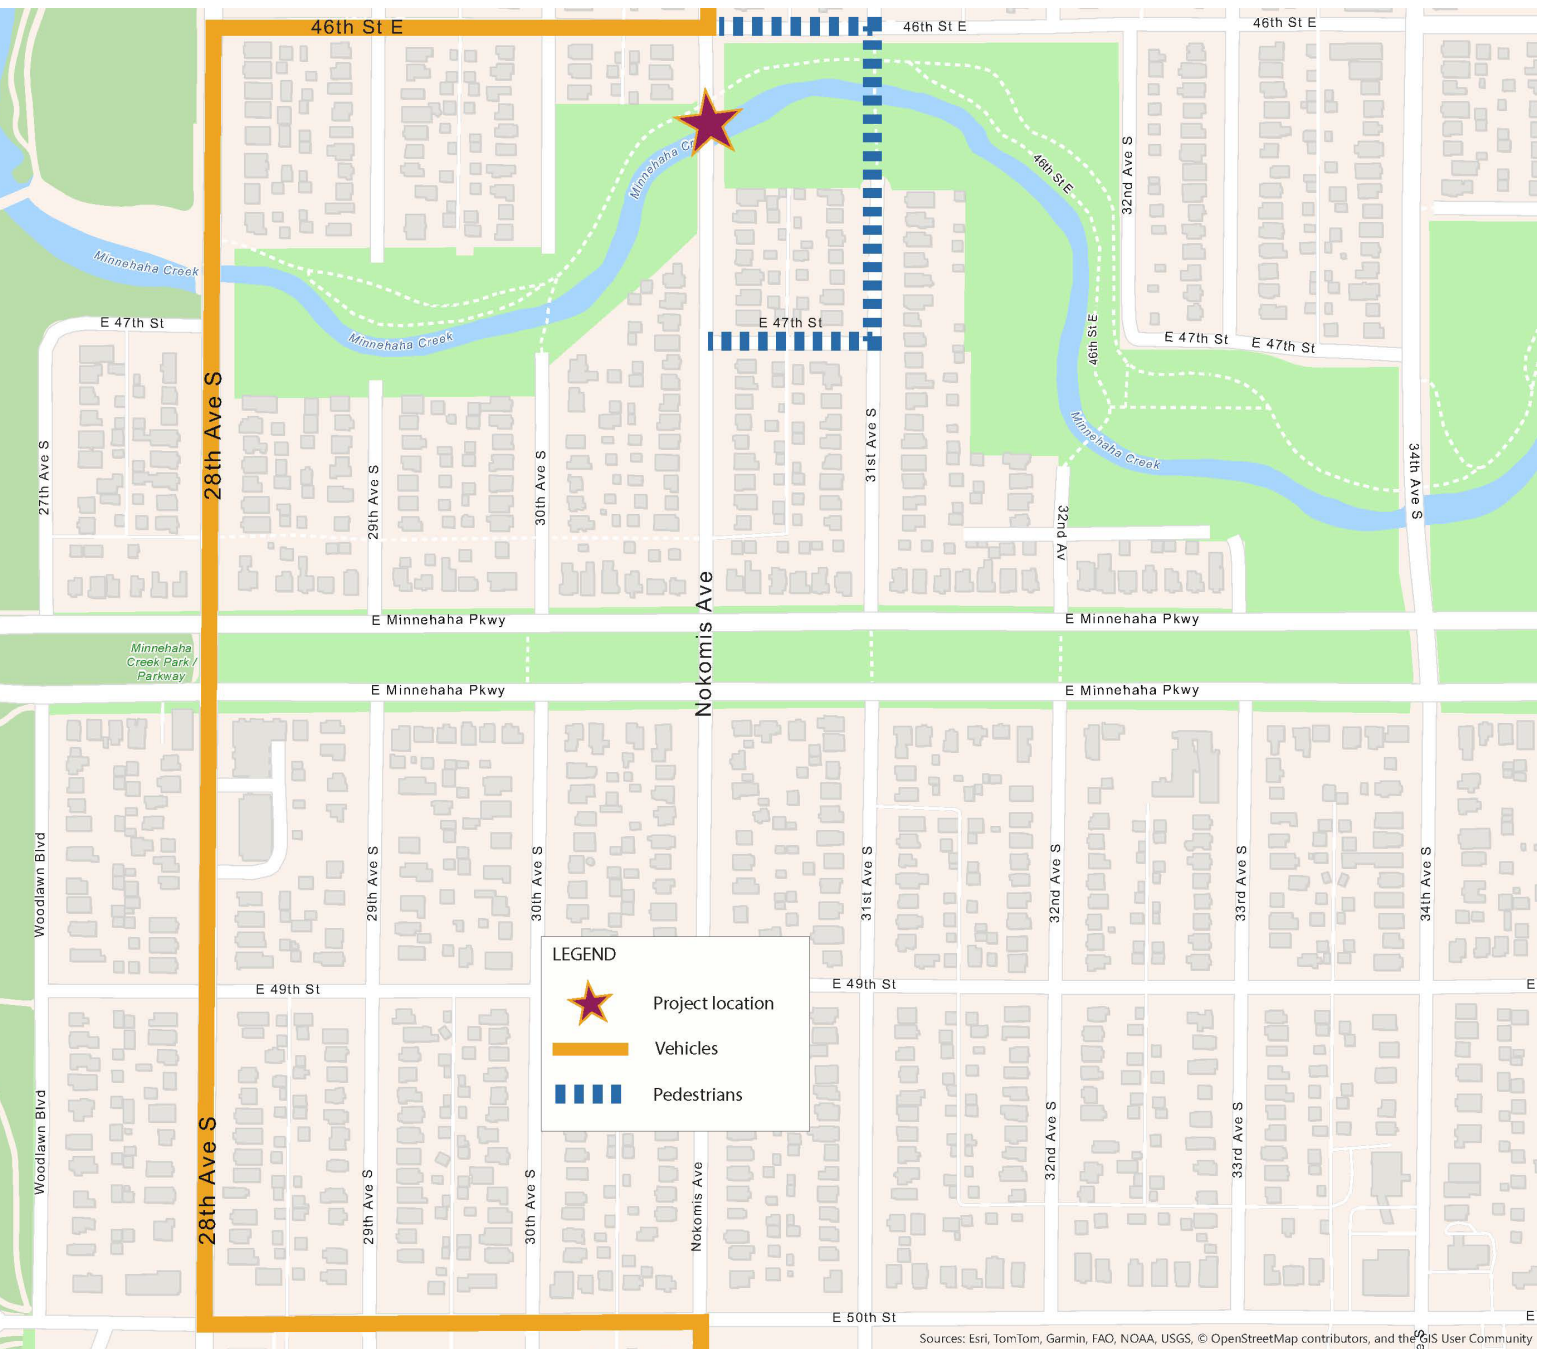 46th St E
46th St E
46th St E
32nd Ave S
46th St E
Minnehaha Cr
Minnehaha Creek
E 47th St
E 47th St
46th St E
E 47th St
E 47th St
Minnehaha Creek
28th Ave S
27th Ave S
29th Ave S
30th Ave S
31st Ave S
Minnehaha Creek
34th Ave S
32nd Av
Nokomis Ave
E Minnehaha Pkwy
E Minnehaha Pkwy
Minnehaha
Creek Park /
Parkway
E Minnehaha Pkwy
E Minnehaha Pkwy
Woodlawn Blvd
29th Ave S
30th Ave S
31st Ave S
32nd Ave S
33rd Ave S
34th Ave S
E 49th St
E 49th St
E
LEGEND
Project location
Vehicles
Pedestrians
Woodlawn Blvd
28th Ave S
29th Ave S
30th Ave S
Nokomis Ave
32nd Ave S
33rd Ave S
E 50th St
E
Sources: Esri, TomTom, Garmin, FAO, NOAA, USGS, © OpenStreetMap contributors, and the GIS User Community